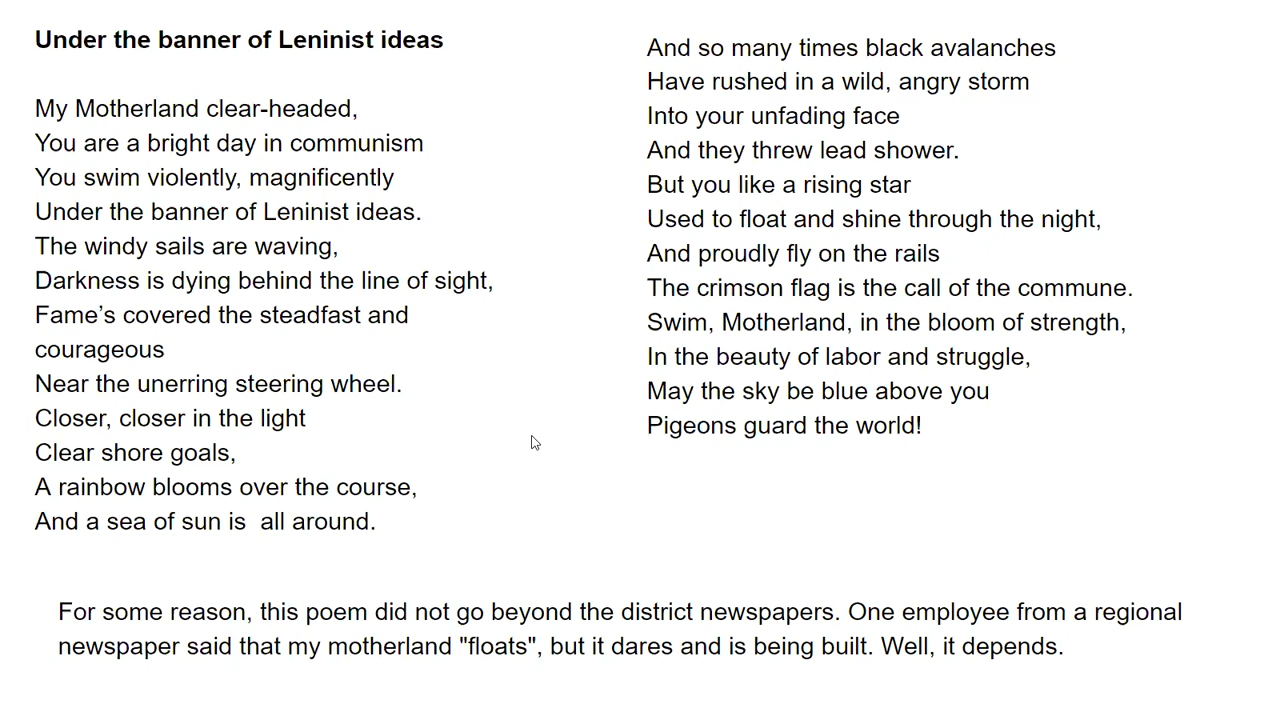 Under the banner of Leninist ideas
My Motherland clear-headed,
You are a bright day in communism
You swim violently, magnificently
Under the banner of Leninist ideas.
The windy sails are waving,
Darkness is dying behind the line of sight,
Fame’s covered the steadfast and
courageous
Near the unerring steering wheel.
Closer, closer in the light
Clear shore goals,
A rainbow blooms over the course,
And a sea of sun is  all around.
And so many times black avalanches
Have rushed in a wild, angry storm
Into your unfading face
And they threw lead shower.
But you like a rising star
Used to float and shine through the night,
And proudly fly on the rails
The crimson flag is the call of the commune.
Swim, Motherland, in the bloom of strength,
In the beauty of labor and struggle,
May the sky be blue above you
Pigeons guard the world!
For some reason, this poem did not go beyond the district newspapers. One employee from a regional
newspaper said that my motherland "floats", but it dares and is being built. Well, it depends.